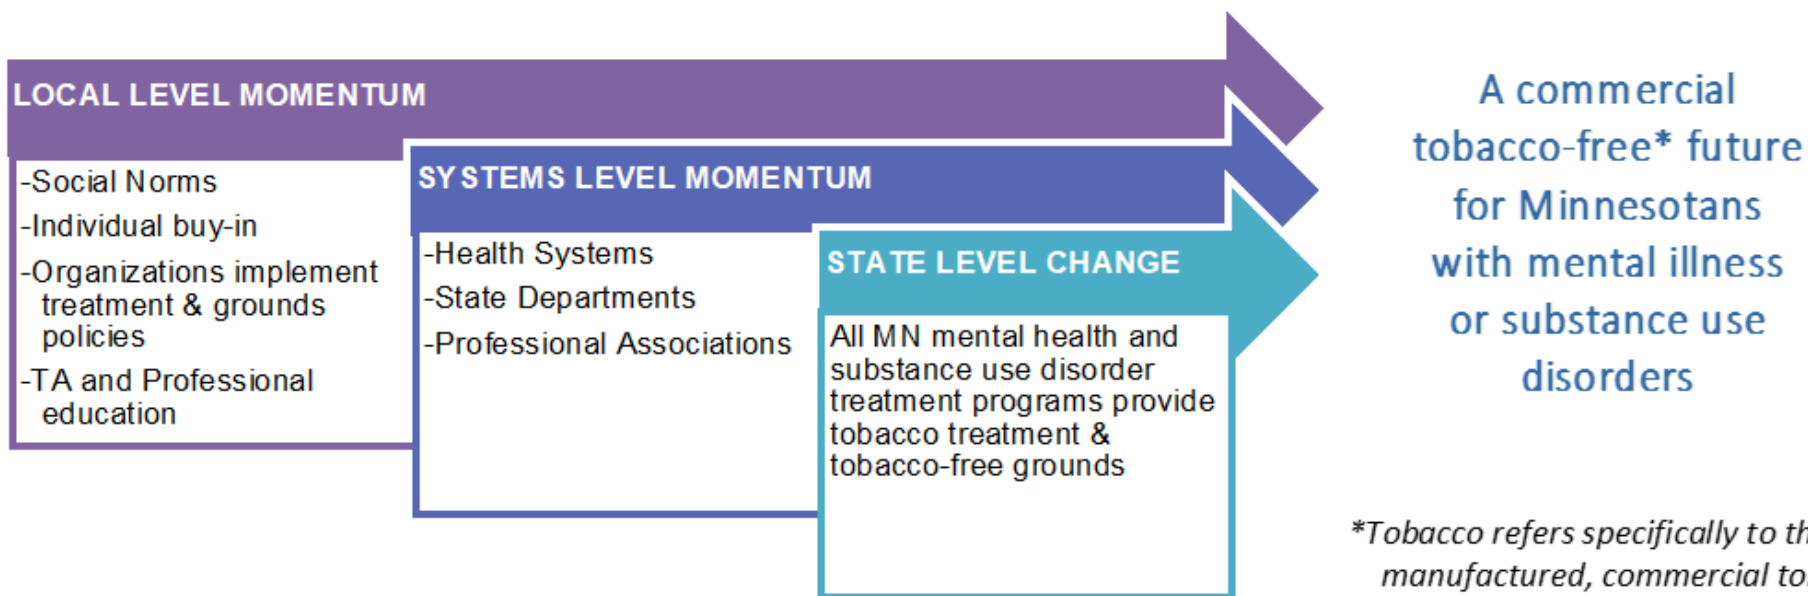 LOCAL LEVEL MOMENTUM
-Social Norms
-Individual buy-in
-Organizations implement
treatment & grounds
policies
-TA and Professional
education
SYSTEMS LEVEL MOMENTUM
-Health Systems
-State Departments
-Professional Associations
STATE LEVEL CHANGE
All MN mental health and
substance use disorder
treatment programs provide
tobacco treatment &
tobacco-free grounds
A commercial
tobacco-free* future
for Minnesotans
with mental illness
or substance use
disorders
*Tobacco refers specifically to
manufactured, commercial